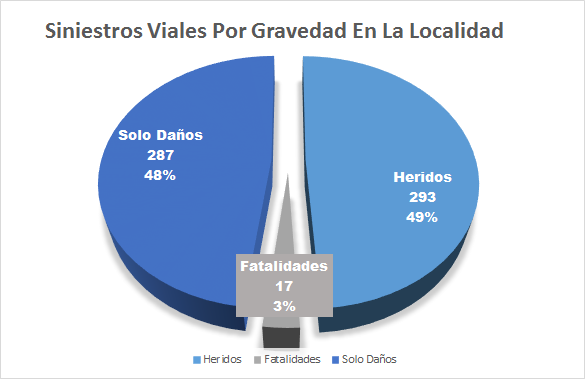 Siniestros Viales Por Gravedad En La Localidad
Solo Daños
287
48%
Heridos
293
49%
Fatalidades
17
3%
Heridos
Fatalidades
Solo Daños